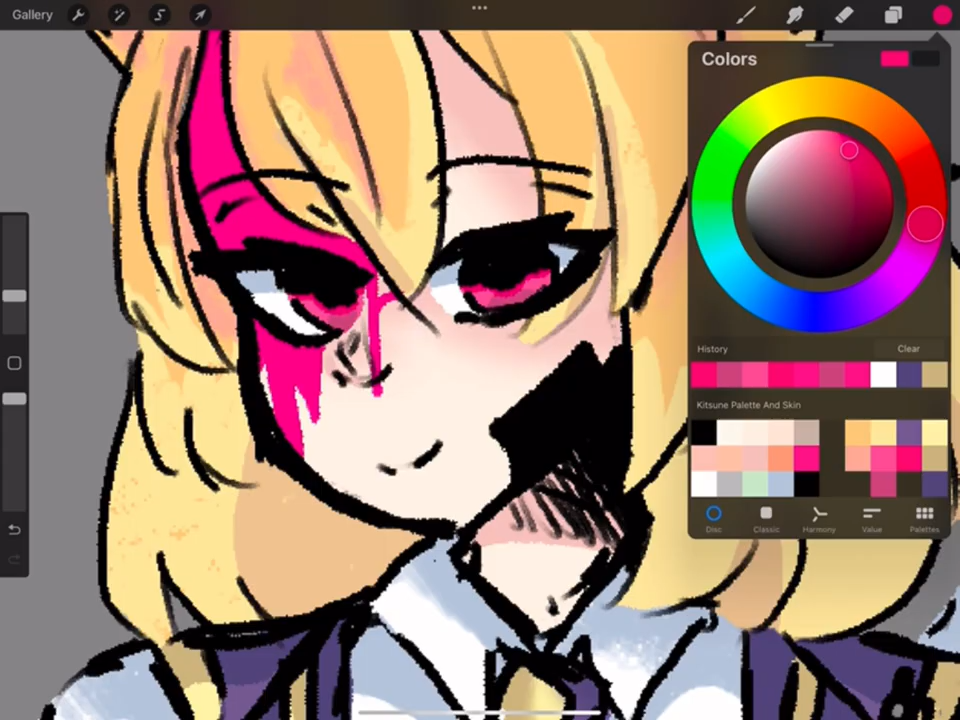 Gallery
Colors
History
Clear
Kitsune Palette And Skin
Disc
Classic
Harmony
Value
Palettes